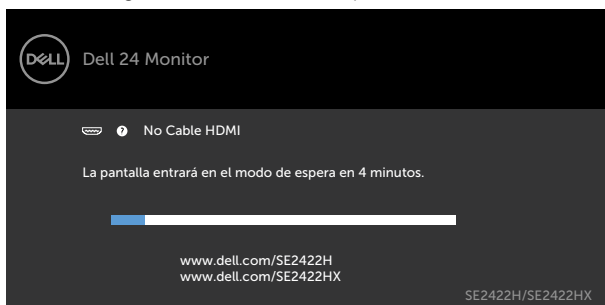 DELL
Dell 24 Monitor
? No Cable HDMI
La pantalla entrará en el modo de espera en 4 minutos.
www.dell.com/SE2422H
www.dell.com/SE2422HX
SE2422H/SE2422HX